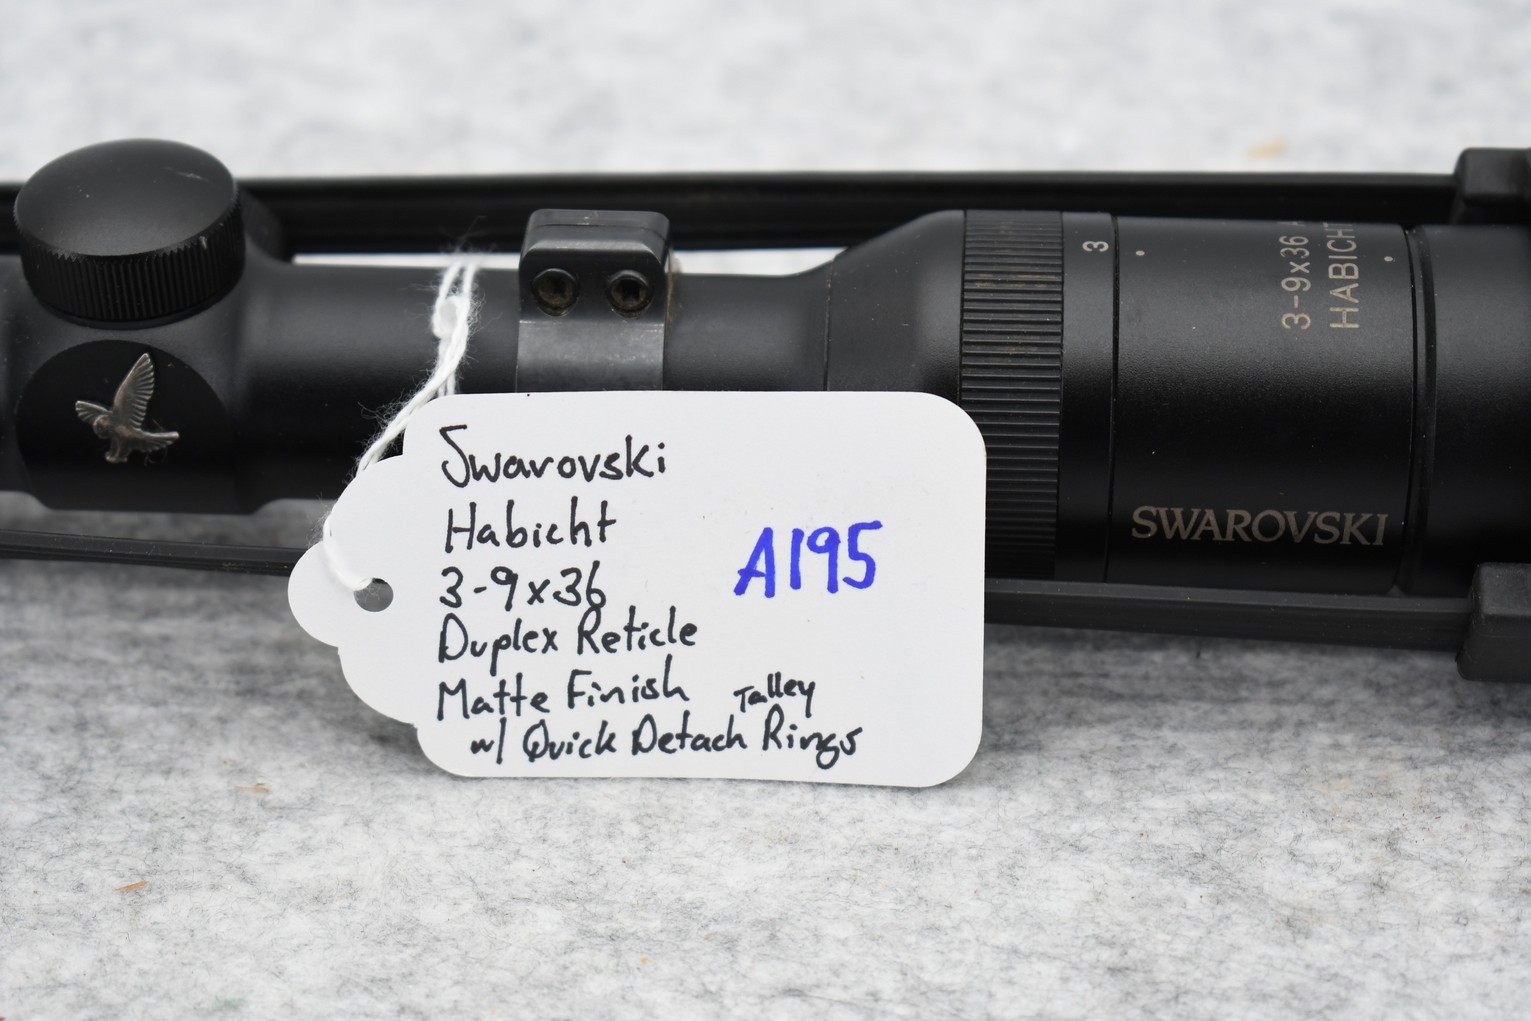 3
3-9x36 A
HABICHT
SWAROVSKI
Swarovski
Habicht
3-9x36
Duplex Reticle
Matte Finish
w/ Quick Detach Talley Rings
A195